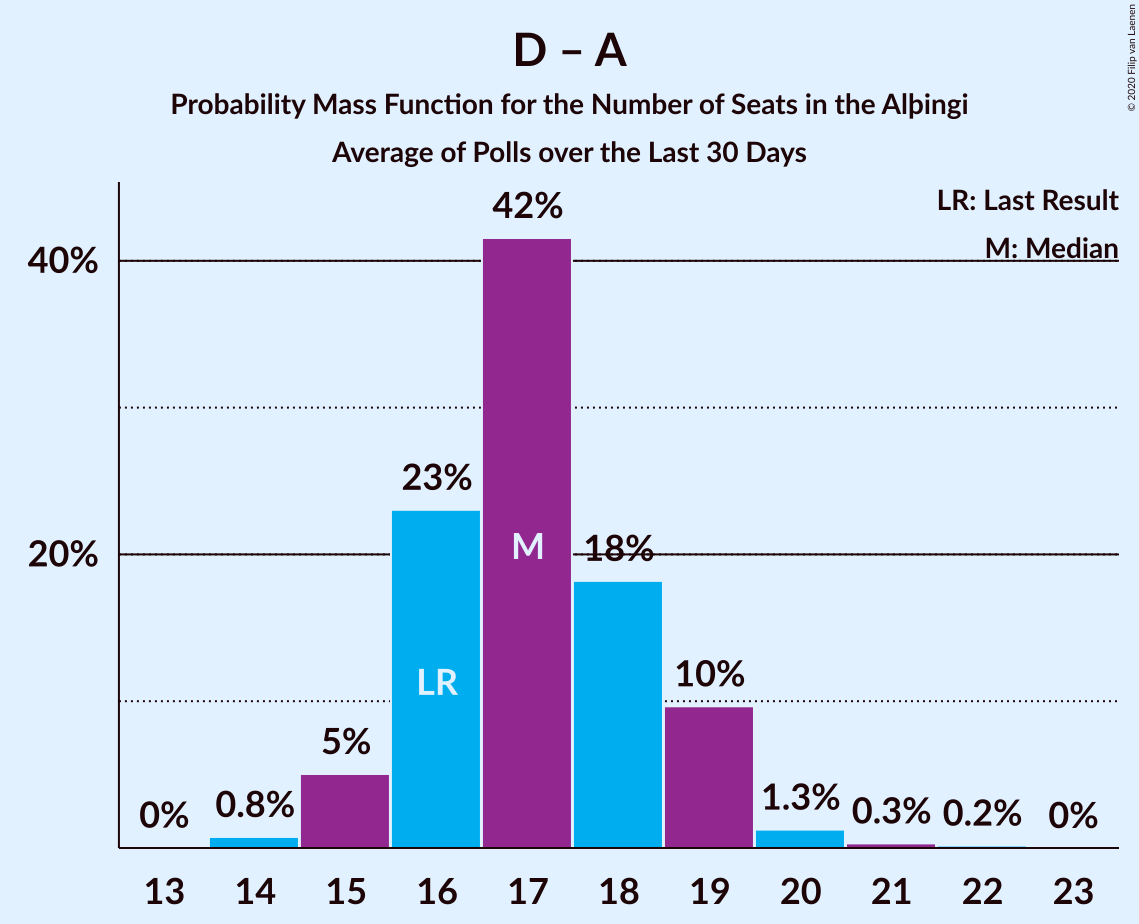 D – A
Probability Mass Function for the Number of Seats in the Alþingi
Average of Polls over the Last 30 Days
© 2020 Filip van Laenen
LR: Last Result
M: Median
40%
20%
0%
0.8%
5%
23%
42%
18%
10%
1.3%
0.3%
0.2%
0%
LR
M
13 14 15 16 17 18 19 20 21 22 23